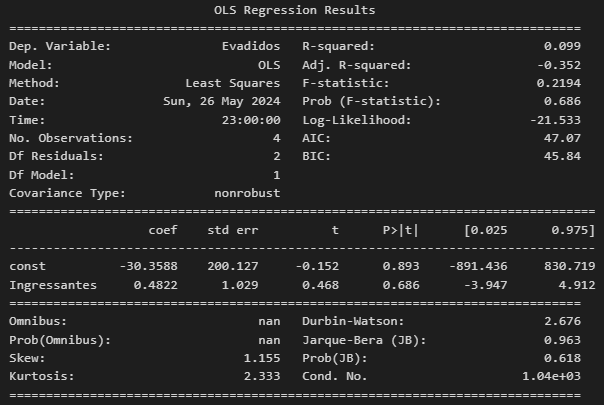 OLS Regression Results
==============================================================================
Dep. Variable: Evadidos R-squared: 0.099
Model: OLS Adj. R-squared: -0.352
Method: Least Squares F-statistic: 0.2194
Date: Sun, 26 May 2024 Prob (F-statistic): 0.686
Time: 23:00:00 Log-Likelihood: -21.533
No. Observations: 4 AIC: 47.07
Df Residuals: 2 BIC: 45.84
Df Model: 1
Covariance Type: nonrobust
================================================================================
coef std err t P>|t| [0.025 0.975]
--------------------------------------------------------------------------------
const -30.3588 200.127 -0.152 0.893 -891.436 830.719
Ingressantes 0.4822 1.029 0.468 0.686 -3.947 4.912
==============================================================================
Omnibus: nan Durbin-Watson: 2.676
Prob(Omnibus): nan Jarque-Bera (JB): 0.963
Skew: 1.155 Prob(JB): 0.618
Kurtosis: 2.333 Cond. No. 1.04e+03
==============================================================================